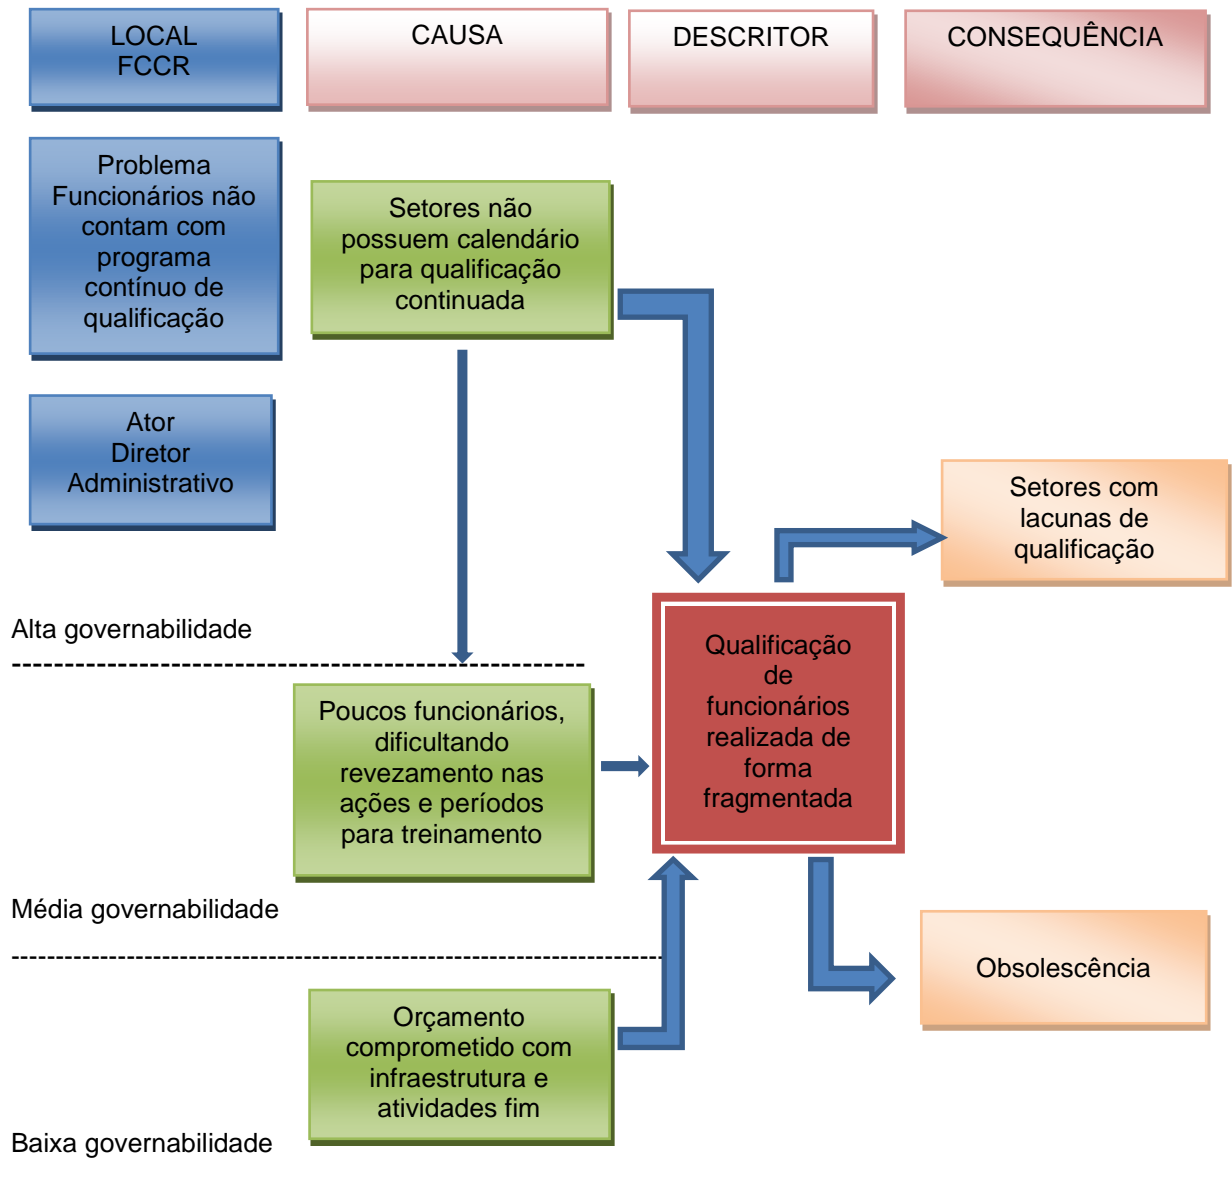 LOCAL
FCCR
CAUSA
DESCRITOR
CONSEQUÊNCIA
Problema
Funcionários não
contam com
programa
contínuo de
qualificação
Setores não
possuem calendário
para qualificação
continuada
Ator
Diretor
Administrativo
Setores com
lacunas de
qualificação
Alta governabilidade
Qualificação
de
funcionários
realizada de
forma
fragmentada
Poucos funcionários,
dificultando
revezamento nas
ações e períodos
para treinamento
Média governabilidade
Obsolescência
Orçamento
comprometido com
infraestrutura e
atividades fim
Baixa governabilidade